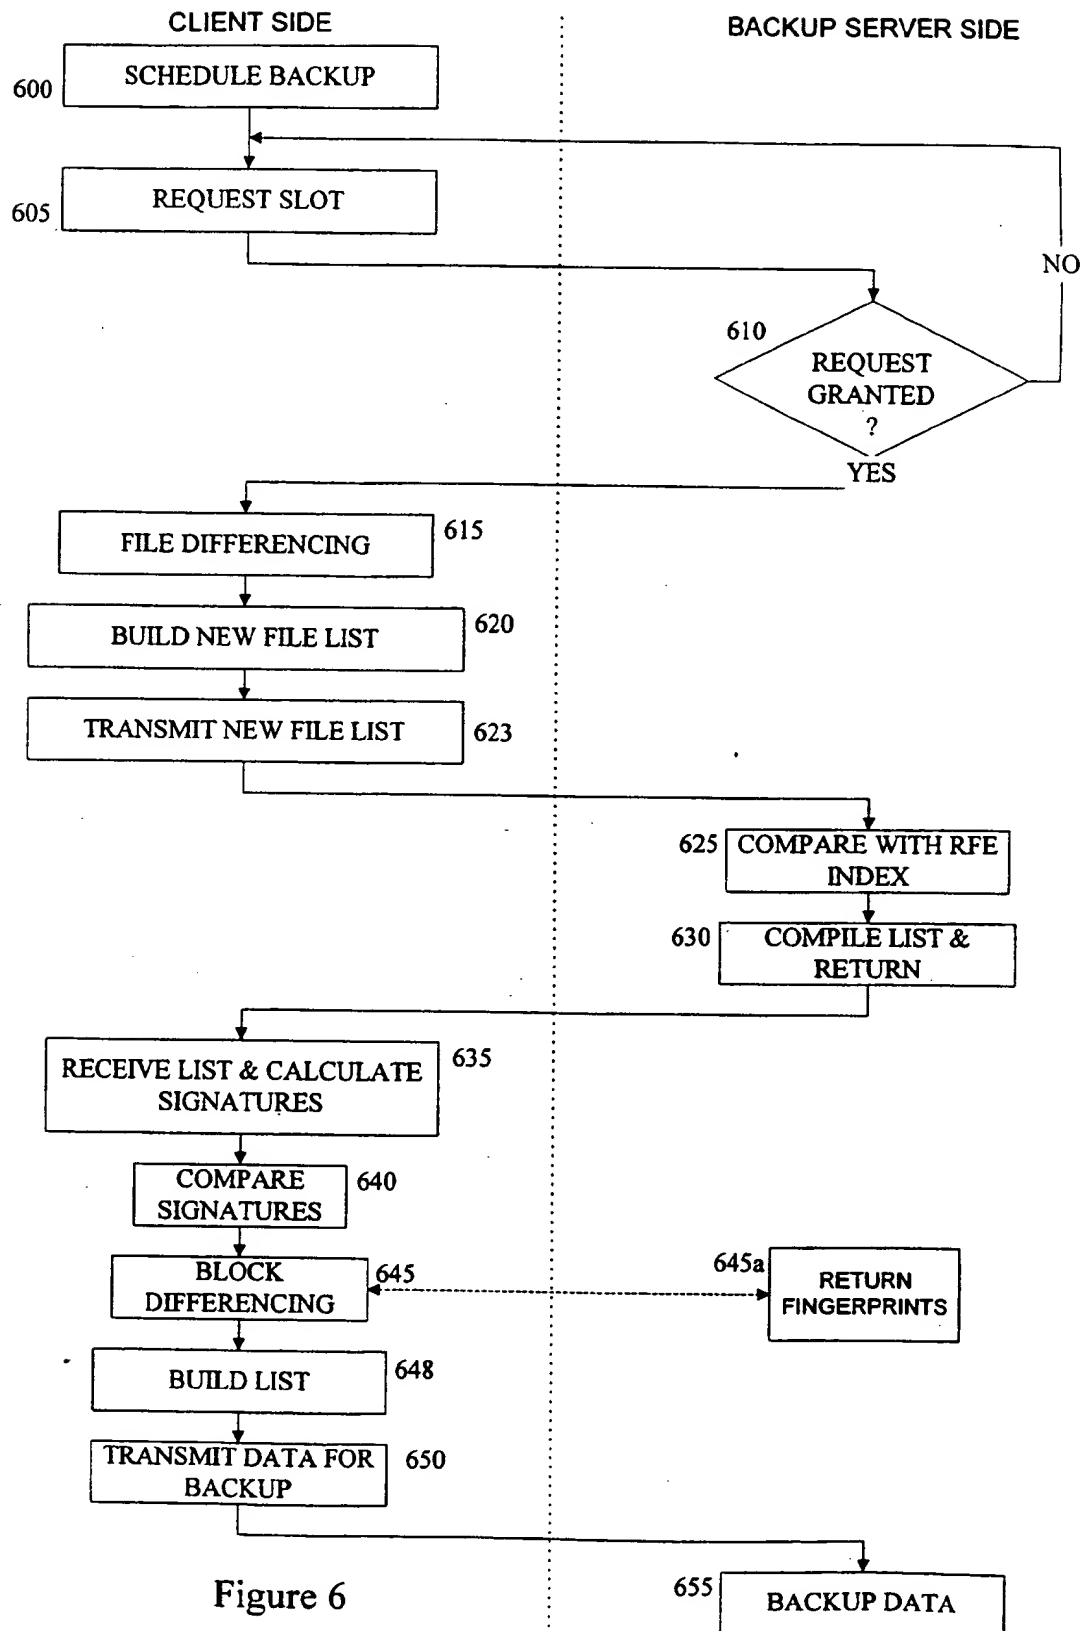 CLIENT SIDE
BACKUP SERVER SIDE
600
SCHEDULE BACKUP
605
REQUEST SLOT
NO
610
REQUEST
GRANTED
?
YES
FILE DIFFERENCING
615
BUILD NEW FILE LIST
620
TRANSMIT NEW FILE LIST
623
625
COMPARE WITH RFE
INDEX
630
COMPILE LIST &
RETURN
RECEIVE LIST & CALCULATE
SIGNATURES
635
COMPARE
SIGNATURES
640
BLOCK
DIFFERENCING
645
645a
RETURN
FINGERPRINTS
BUILD LIST
648
TRANSMIT DATA FOR
BACKUP
650
655
BACKUP DATA
Figure 6